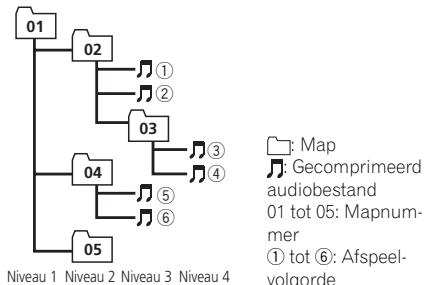 01
02
①
②
03
③
④
04
⑤
⑥
05
Niveau 1 Niveau 2 Niveau 3 Niveau 4
: Map
: Gecomprimeerd
audiobestand
01 tot 05: Mapnum-
mer
① tot ⑥: Afspeel-
volgorde